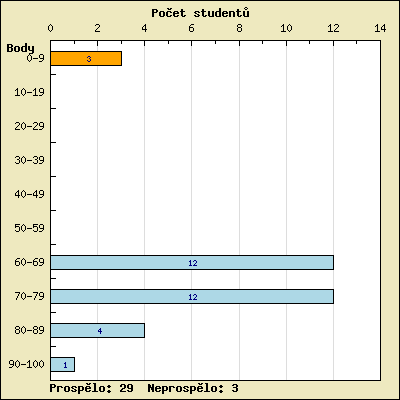 Počet studentů
0 2 4 6 8 10 12 14
Body
0-9 3
10-19
20-29
30-39
40-49
50-59
60-69 12
70-79 12
80-89 4
90-100 1
Prospělo: 29 Neprospělo: 3